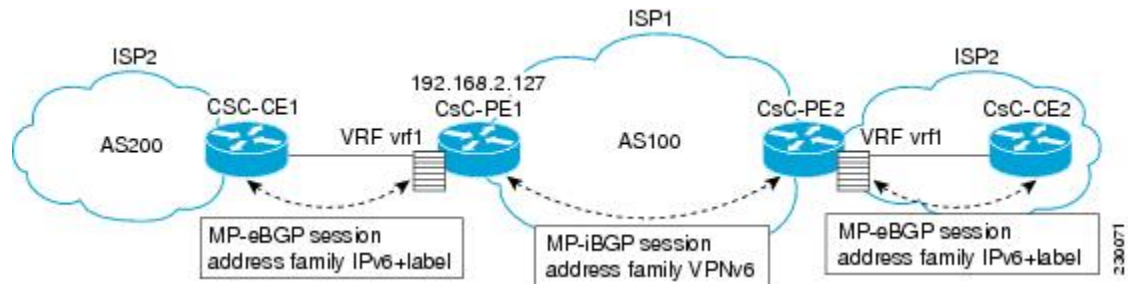 ISP1
ISP2
ISP2
192.168.2.127
CSC-CE1
CsC-PE1
CsC-PE2
CsC-CE2
AS200
VRF vrf1
AS100
VRF vrf1
MP-eBGP session
address family IPv6+label
MP-iBGP session
address family VPNv6
MP-eBGP session
address family IPv6+label
230071